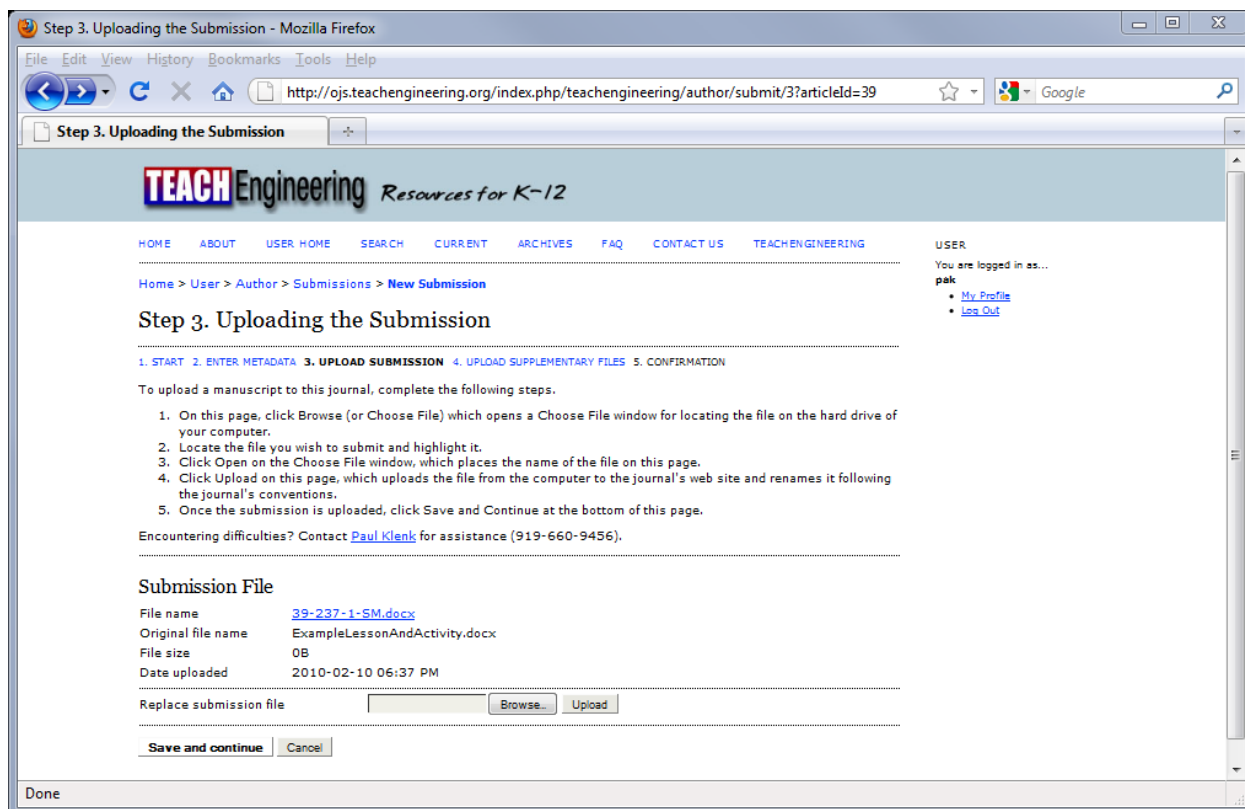 Step 3. Uploading the Submission - Mozilla Firefox
File Edit View History Bookmarks Tools Help
http://ojs.teachengineering.org/index.php/teachengineering/author/submit/3?articleId=39
Google
Step 3. Uploading the Submission
TEACHEngineering Resources for K-12
HOME ABOUT USER HOME SEARCH CURRENT ARCHIVES FAQ CONTACT US TEACHENGINEERING
Home > User > Author > Submissions > New Submission
Step 3. Uploading the Submission
1. START 2. ENTER METADATA 3. UPLOAD SUBMISSION 4. UPLOAD SUPPLEMENTARY FILES 5. CONFIRMATION
To upload a manuscript to this journal, complete the following steps.
1. On this page, click Browse (or Choose File) which opens a Choose File window for locating the file on the hard drive of
your computer.
2. Locate the file you wish to submit and highlight it.
3. Click Open on the Choose File window, which places the name of the file on this page.
4. Click Upload on this page, which uploads the file from the computer to the journal's web site and renames it following
the journal's conventions.
5. Once the submission is uploaded, click Save and Continue at the bottom of this page.
Encountering difficulties? Contact Paul Klenk for assistance (919-660-9456).
Submission File
File name 39-237-1-SM.docx
Original file name ExampleLessonAndActivity.docx
File size 0B
Date uploaded 2010-02-10 06:37 PM
Replace submission file Browse... Upload
Save and continue Cancel
USER
You are logged in as...
pak
My Profile
Log Out
Done